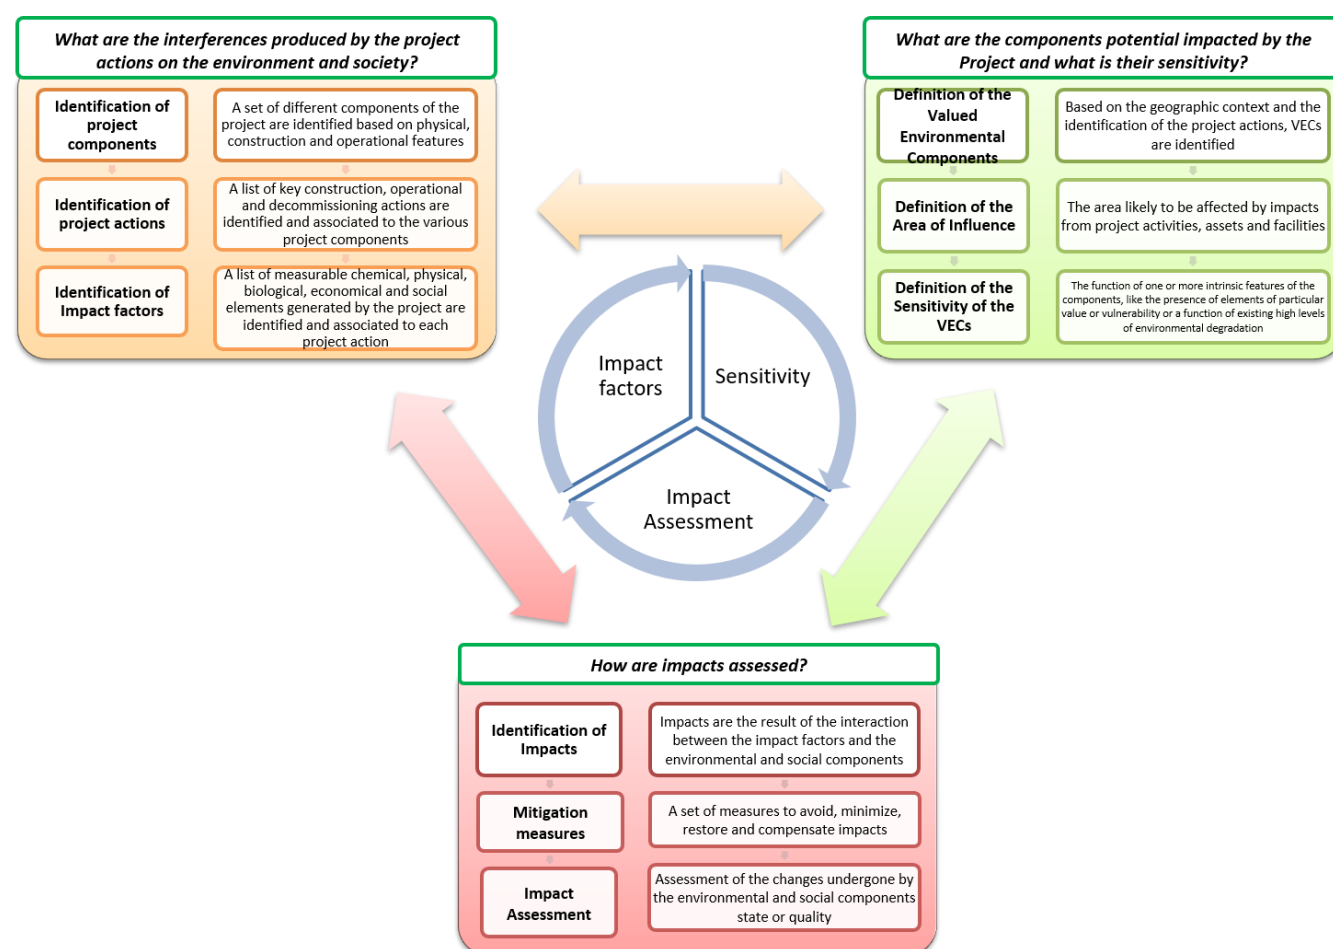 What are the interferences produced by the project
actions on the environment and society?
Identification of
project
components
A set of different components of the
project are identified based on physical,
construction and operational features
Identification of
project actions
A list of key construction, operational
and decommissioning actions are
identified and associated to the various
project components
Identification of
Impact factors
A list of measurable chemical, physical,
biological, economical and social
elements generated by the project are
identified and associated to each
project action
What are the components potential impacted by the
Project and what is their sensitivity?
Definition of the
Valued
Environmental
Components
Based on the geographic context and the
identification of the project actions, VECs
are identified
Definition of the
Area of Influence
The area likely to be affected by impacts
from project activities, assets and facilities
Definition of the
Sensitivity of the
VECs
The function of one or more intrinsic features of the
components, like the presence of elements of particular
value or vulnerability or a function of existing high levels
of environmental degradation
Impact
factors
Sensitivity
Impact
Assessment
How are impacts assessed?
Identification of
Impacts
Impacts are the result of the interaction
between the impact factors and the
environmental and social components
Mitigation
measures
A set of measures to avoid, minimize,
restore and compensate impacts
Impact
Assessment
Assessment of the changes undergone by
the environmental and social components
state or quality